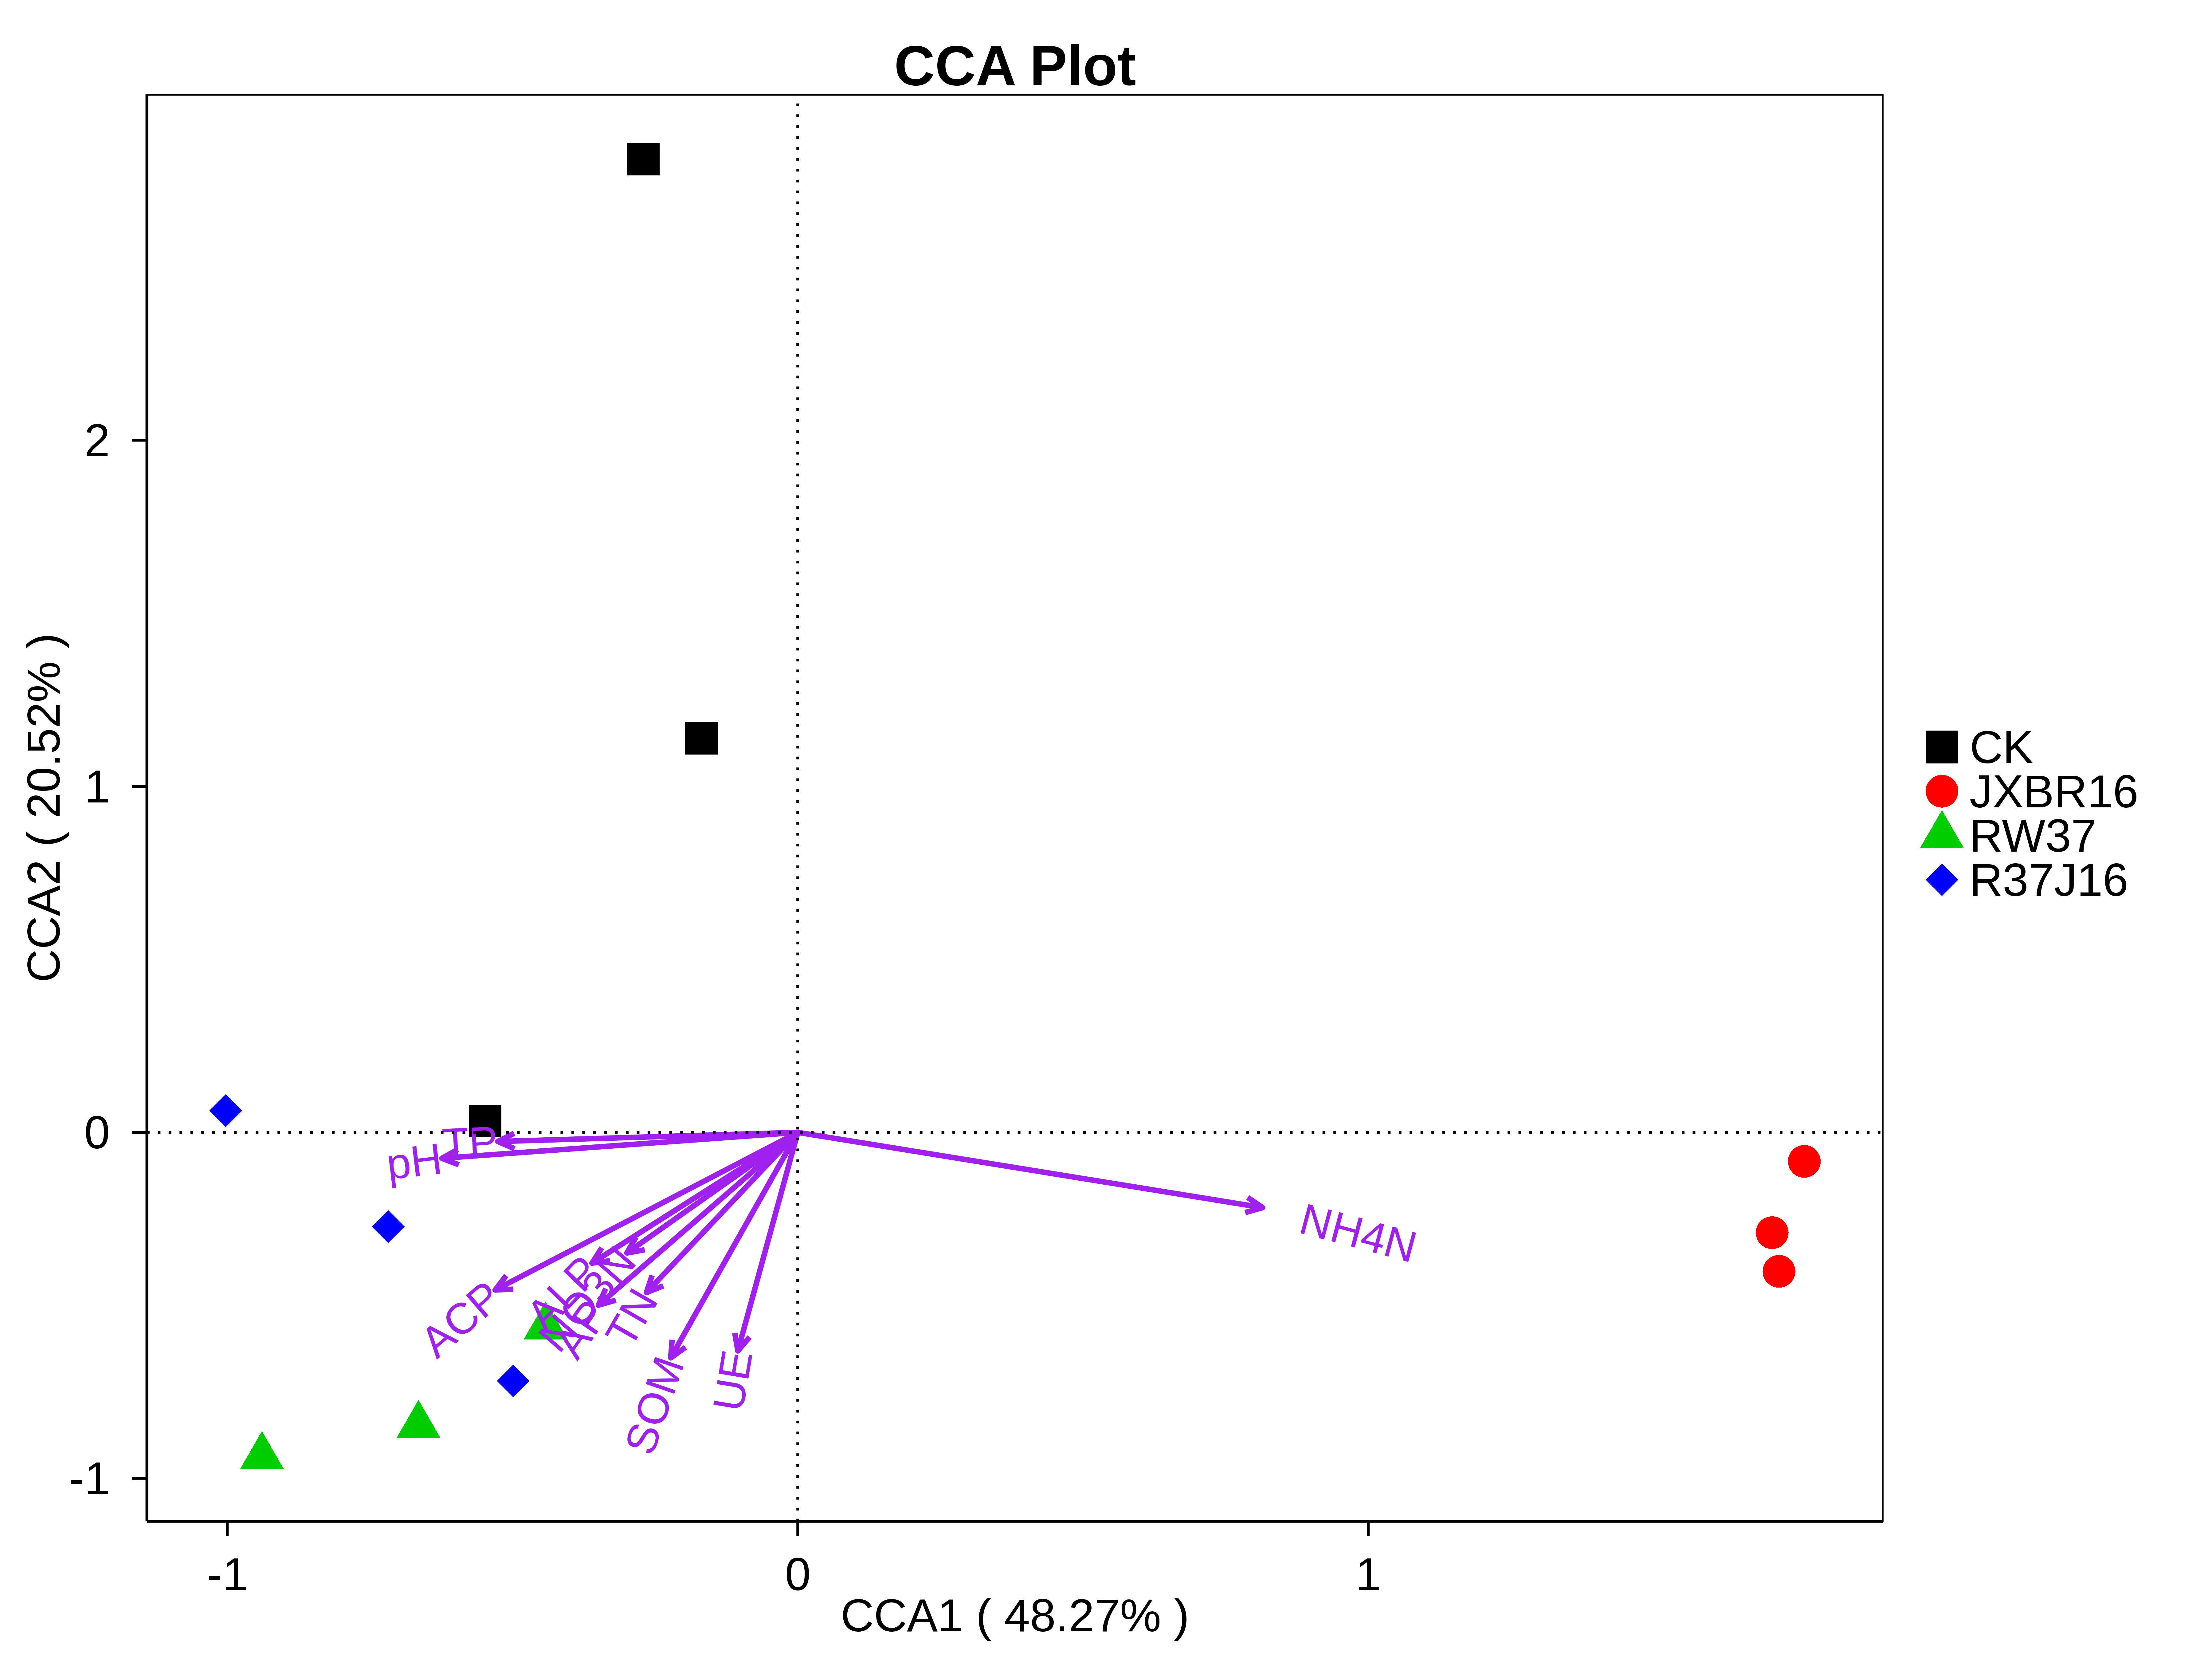 CCA Plot
CCA2 ( 20.52% )
2
1
0
-1
-1
0
1
CCA1 ( 48.27% )
CK
JXBR16
RW37
R37J16
pH
TP
NH4N
ACP
TN
SOM
UE